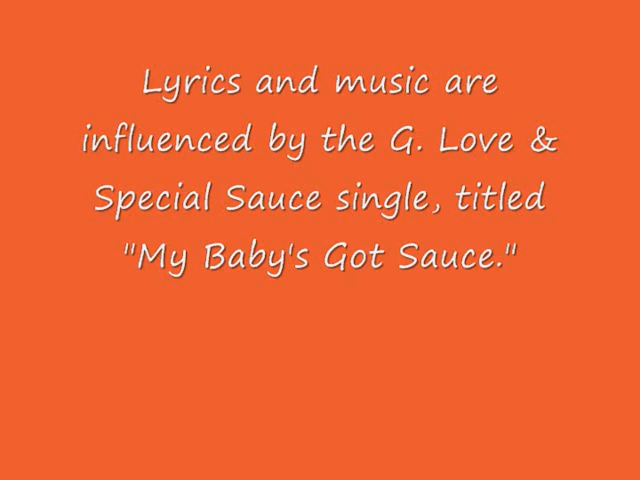 Lyrics and music are
influenced by the G. Love &
Special Sauce single, titled
"My Baby's Got Sauce."